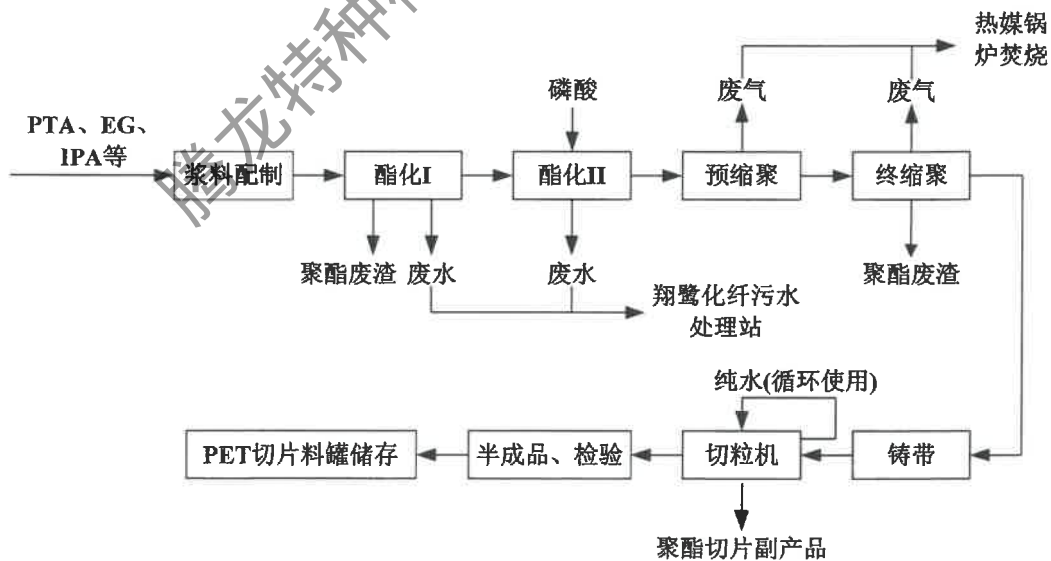 热媒锅
炉焚烧
磷酸
废气
废气
PTA、EG、
IPA等
浆料配制
酯化I
酯化II
预缩聚
终缩聚
聚酯废渣
废水
废水
聚酯废渣
翔鹭化纤污水
处理站
纯水(循环使用)
PET切片料罐储存
半成品、检验
切粒机
铸带
聚酯切片副产品
腾龙特种